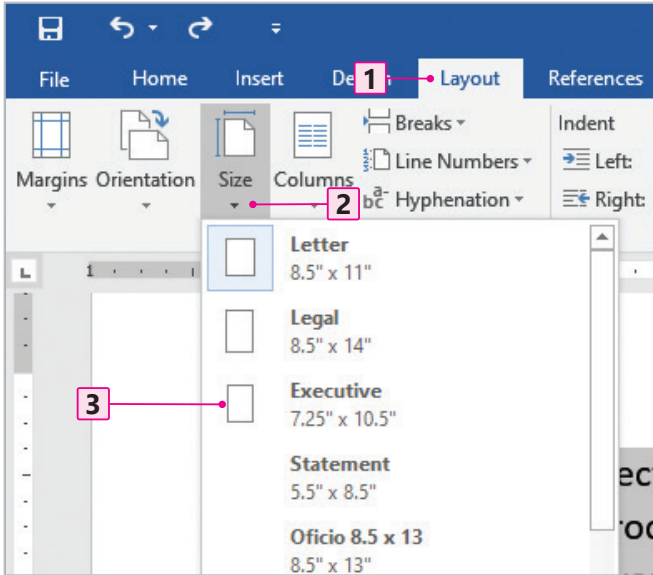 File Home Insert 1 Layout References
Margins Orientation Size Columns Breaks Indent
Line Numbers Left:
Hyphenation Right:
2
L 1
Letter
8.5" x 11"
Legal
8.5" x 14"
3
Executive
7.25" x 10.5"
Statement
5.5" x 8.5"
Oficio 8.5 x 13
8.5" x 13"